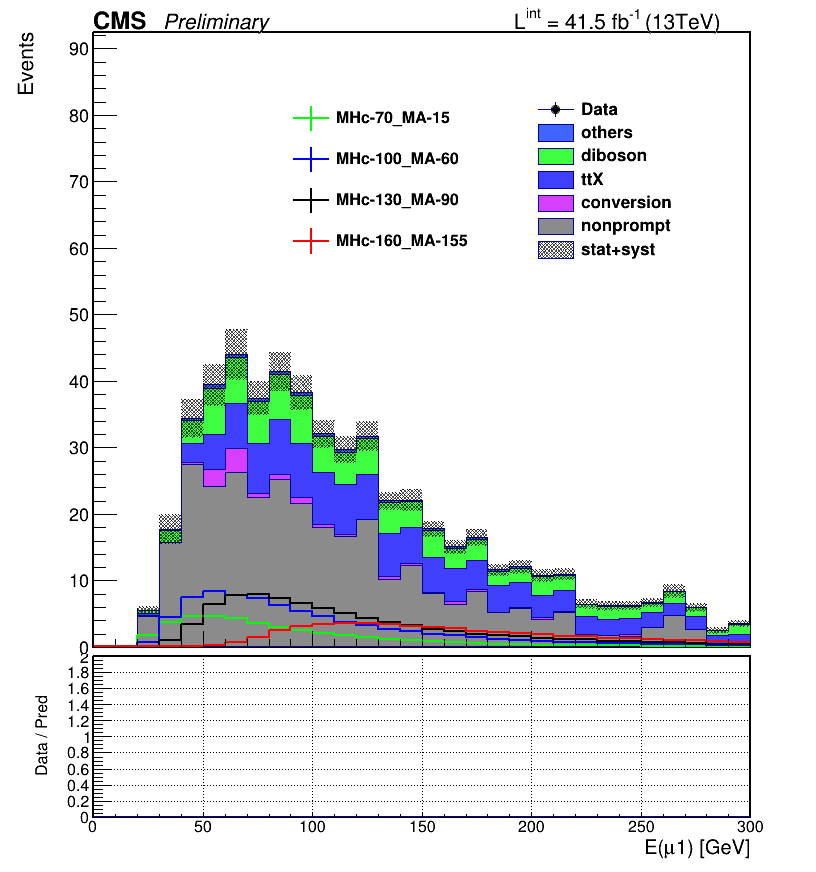 CMS Preliminary L^int = 41.5 fb^-1 (13TeV)
Events
90
80
70
60
50
40
30
20
10
0
MHc-70_MA-15
MHc-100_MA-60
MHc-130_MA-90
MHc-160_MA-155
Data
others
diboson
ttX
conversion
nonprompt
stat+syst
Data / Pred
2
1.8
1.6
1.4
1.2
1
0.8
0.6
0.4
0.2
0
0 50 100 150 200 250 300
E(μ1) [GeV]